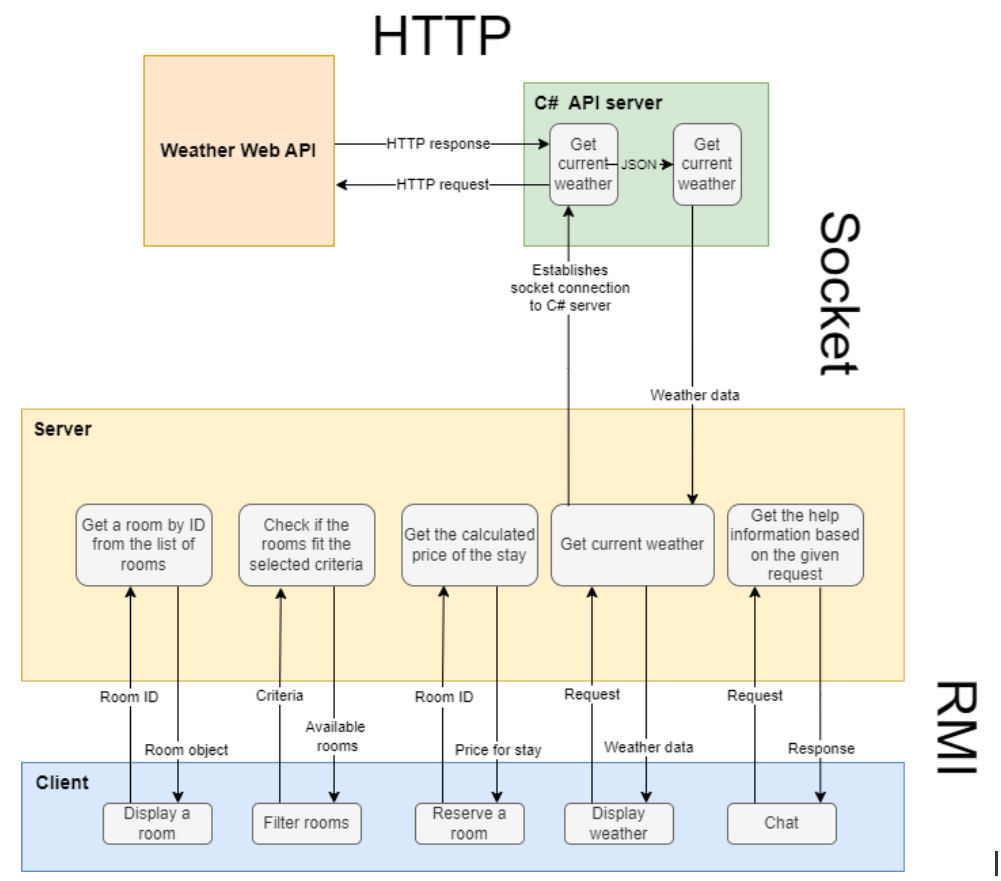 HTTP
Weather Web API
C# API server
HTTP response
HTTP request
Get
current
weather
JSON
Get
current
weather
Socket
Establishes
socket connection
to C# server
Weather data
Server
Get a room by ID
from the list of
rooms
Check if the
rooms fit the
selected criteria
Get the calculated
price of the stay
Get current weather
Get the help
information based
on the given
request
RMI
Room ID
Room object
Criteria
Available
rooms
Room ID
Price for stay
Request
Weather data
Request
Response
Client
Display a
room
Filter rooms
Reserve a
room
Display
weather
Chat